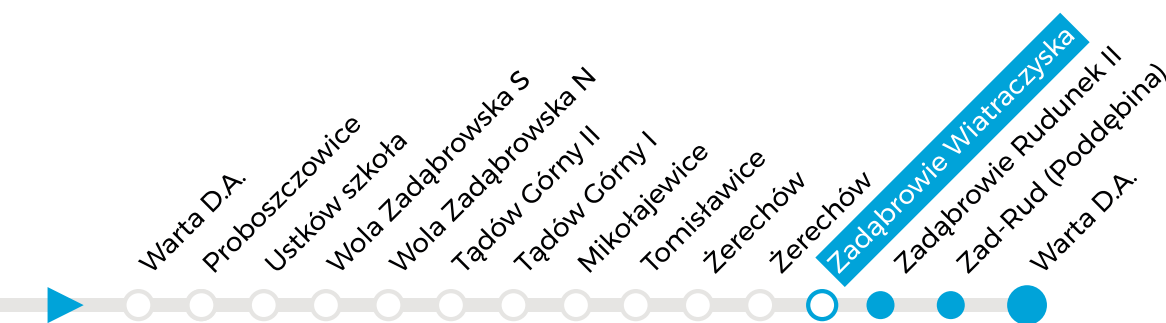 Warta D.A.
Proboszczowice
Ustków szkoła
Wola Zadąbrowska S
Wola Zadąbrowska N
Tądów Górny II
Tądów Górny I
Mikołajewice
Tomisławice
Żerechów
Żerechów
Zadąbrowie Wiatraczyska
Zadąbrowie Rudunek II
Zad-Rud (Poddębina)
Warta D.A.